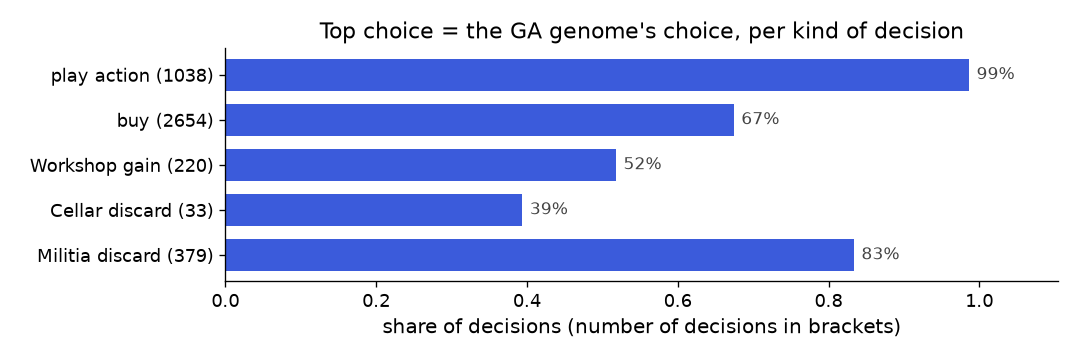 Top choice = the GA genome's choice, per kind of decision
play action (1038)
99%
buy (2654)
67%
Workshop gain (220)
52%
Cellar discard (33)
39%
Militia discard (379)
83%
0.0 0.2 0.4 0.6 0.8 1.0
share of decisions (number of decisions in brackets)